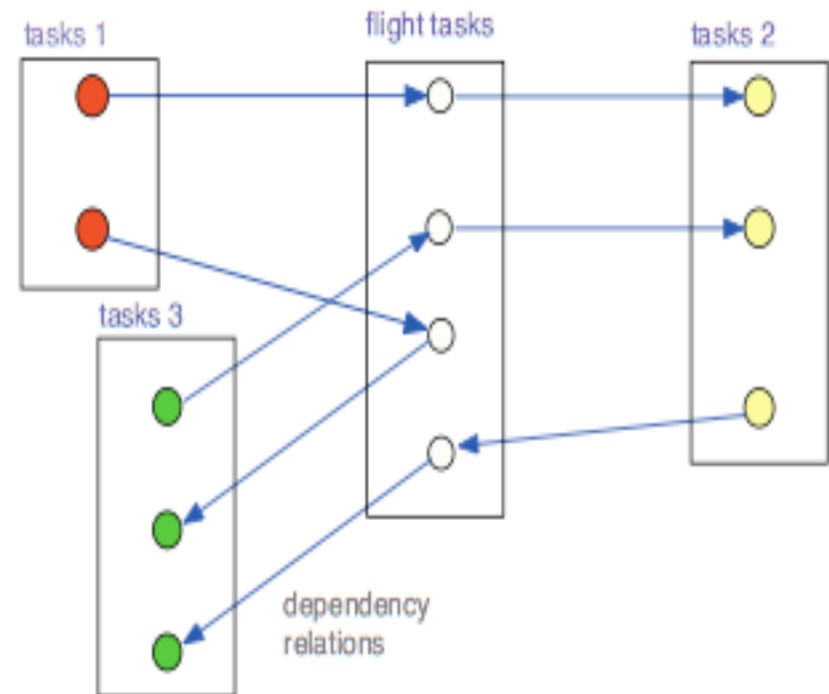 tasks 1
flight tasks
tasks 2
tasks 3
dependency
relations